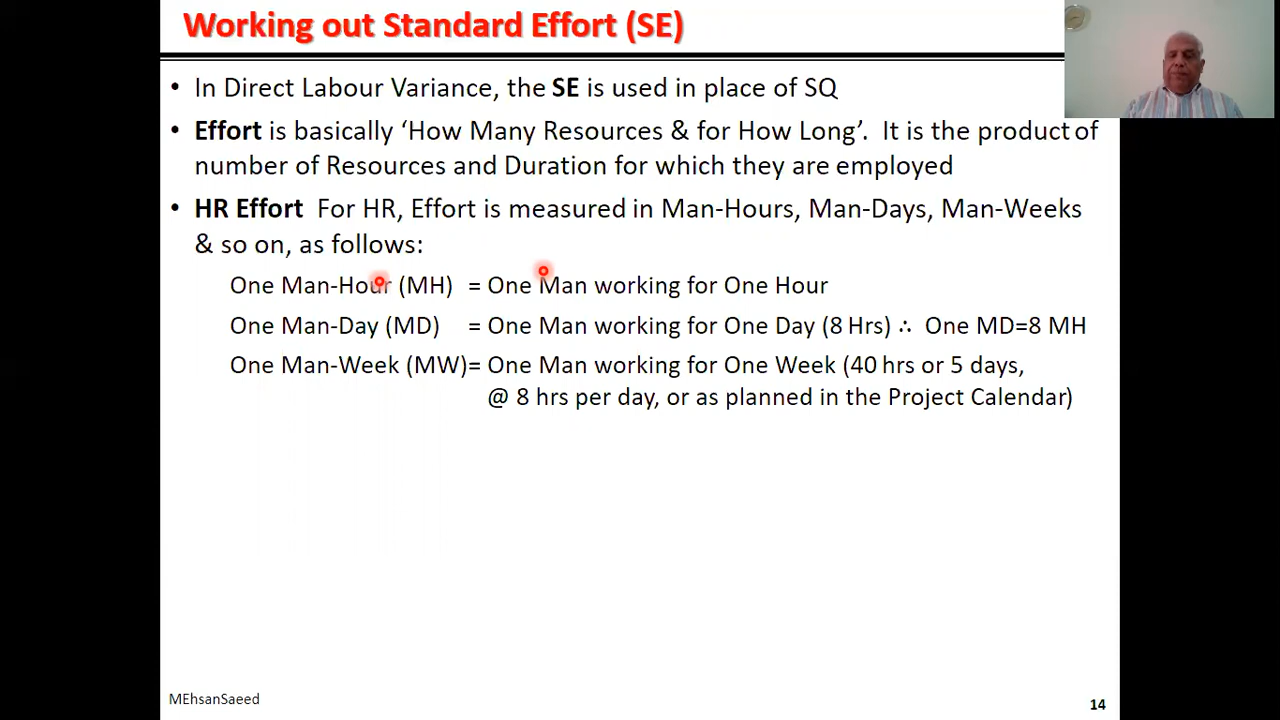 Working out Standard Effort (SE)
• In Direct Labour Variance, the SE is used in place of SQ
• Effort is basically ‘How Many Resources & for How Long’. It is the product of
number of Resources and Duration for which they are employed
• HR Effort For HR, Effort is measured in Man-Hours, Man-Days, Man-Weeks
& so on, as follows:
One Man-Hour (MH) = One Man working for One Hour
One Man-Day (MD) = One Man working for One Day (8 Hrs) ∴ One MD=8 MH
One Man-Week (MW)= One Man working for One Week (40 hrs or 5 days,
@ 8 hrs per day, or as planned in the Project Calendar)
MEhsanSaeed
14